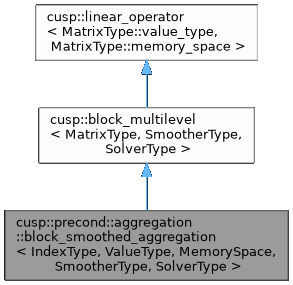 cusp::linear_operator
< MatrixType::value_type,
MatrixType::memory_space >
cusp::block_multilevel
< MatrixType, SmootherType,
SolverType >
cusp::precond::aggregation
::block_smoothed_aggregation
< IndexType, ValueType, MemorySpace,
SmootherType, SolverType >